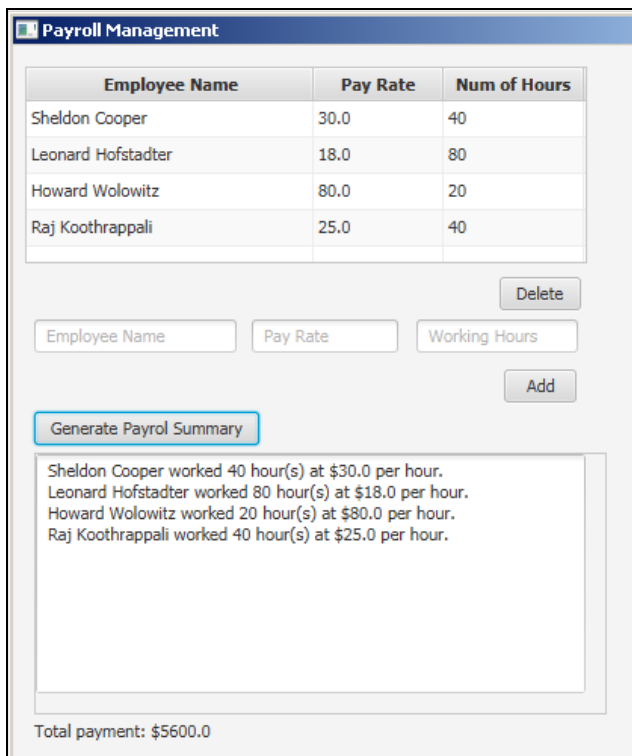 Payroll Management
Employee Name Pay Rate Num of Hours
Sheldon Cooper 30.0 40
Leonard Hofstadter 18.0 80
Howard Wolowitz 80.0 20
Raj Koothrappali 25.0 40
Delete
Employee Name Pay Rate Working Hours
Add
Generate Payrol Summary
Sheldon Cooper worked 40 hour(s) at $30.0 per hour.
Leonard Hofstadter worked 80 hour(s) at $18.0 per hour.
Howard Wolowitz worked 20 hour(s) at $80.0 per hour.
Raj Koothrappali worked 40 hour(s) at $25.0 per hour.
Total payment: $5600.0